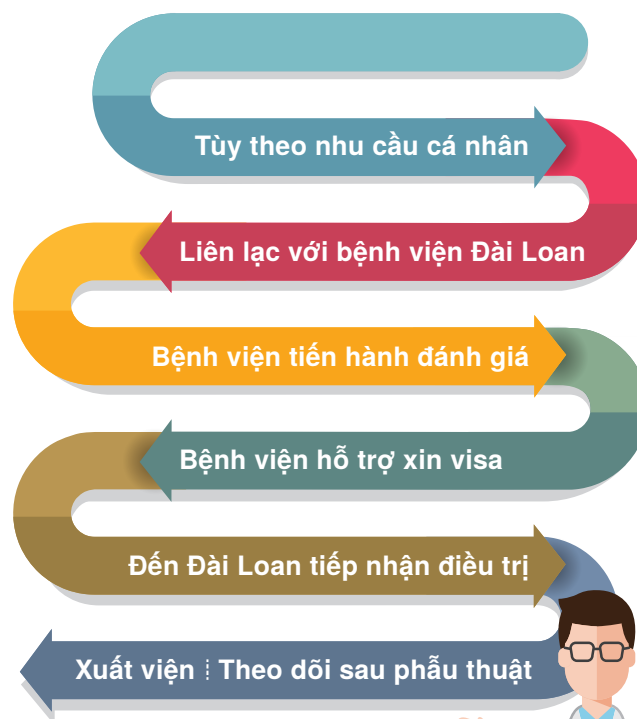 Tùy theo nhu cầu cá nhân
Liên lạc với bệnh viện Đài Loan
Bệnh viện tiến hành đánh giá
Bệnh viện hỗ trợ xin visa
Đến Đài Loan tiếp nhận điều trị
Xuất viện ┊ Theo dõi sau phẫu thuật